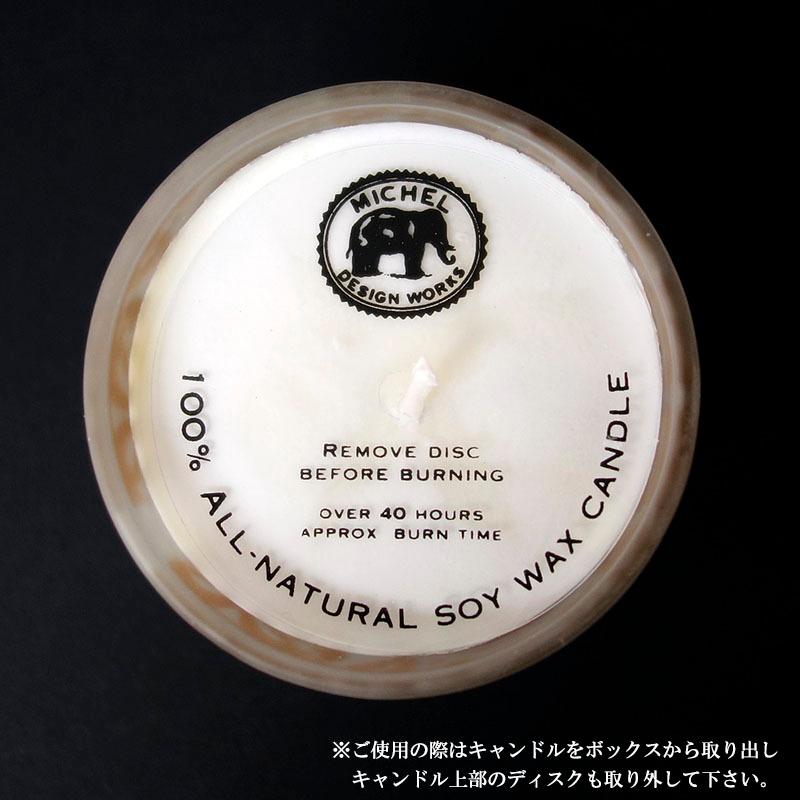 MICHEL
DESIGN WORKS
REMOVE DISC
BEFORE BURNING
OVER 40 HOURS
APPROX BURN TIME
100% ALL-NATURAL SOY WAX CANDLE
※ご使用の際はキャンドルをボックスから取り出し
キャンドル上部のディスクも取り外して下さい。